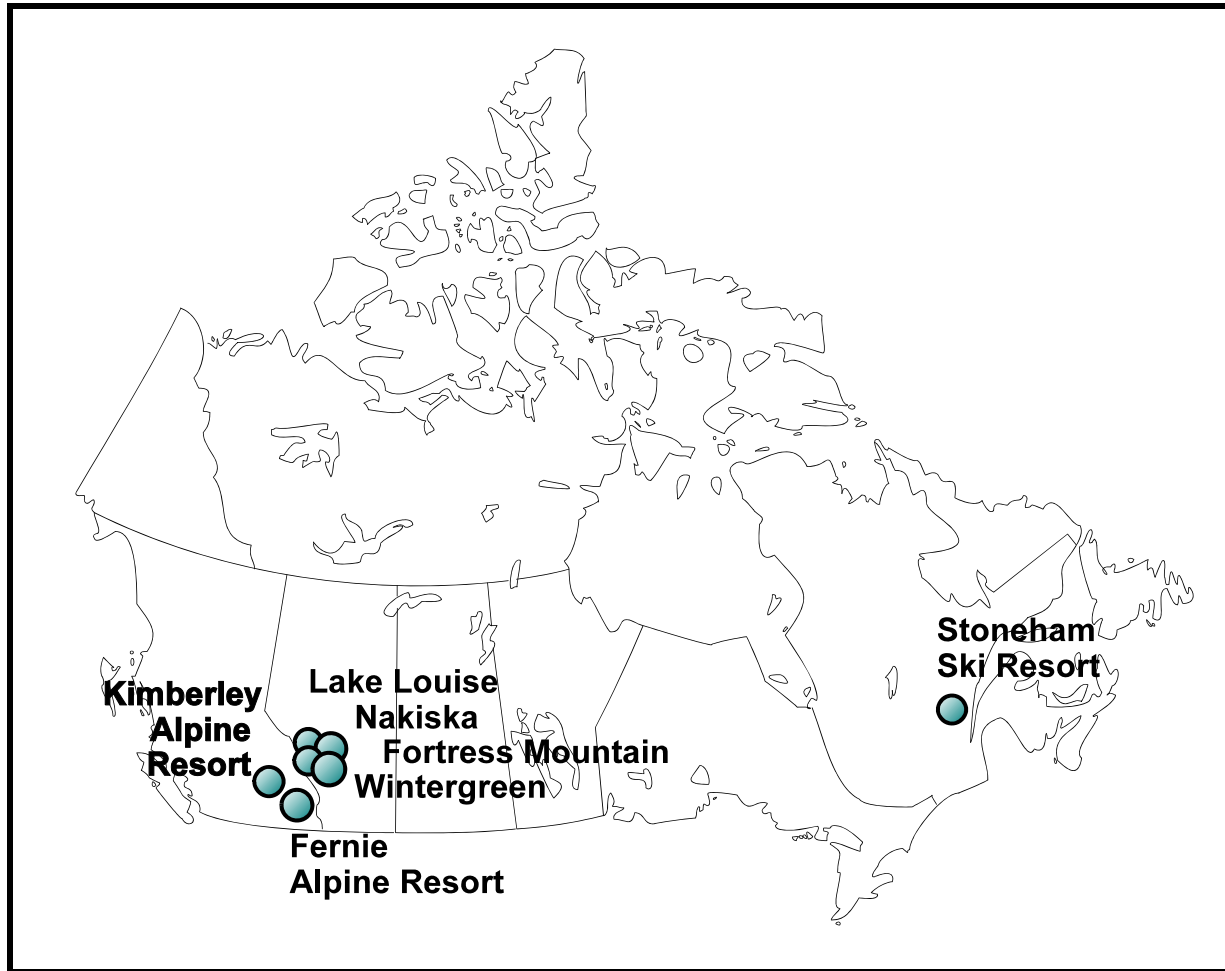 Stoneham
Ski Resort
Lake Louise
Nakiska
Fortress Mountain
Wintergreen
Kimberley
Alpine
Resort
Fernie
Alpine Resort